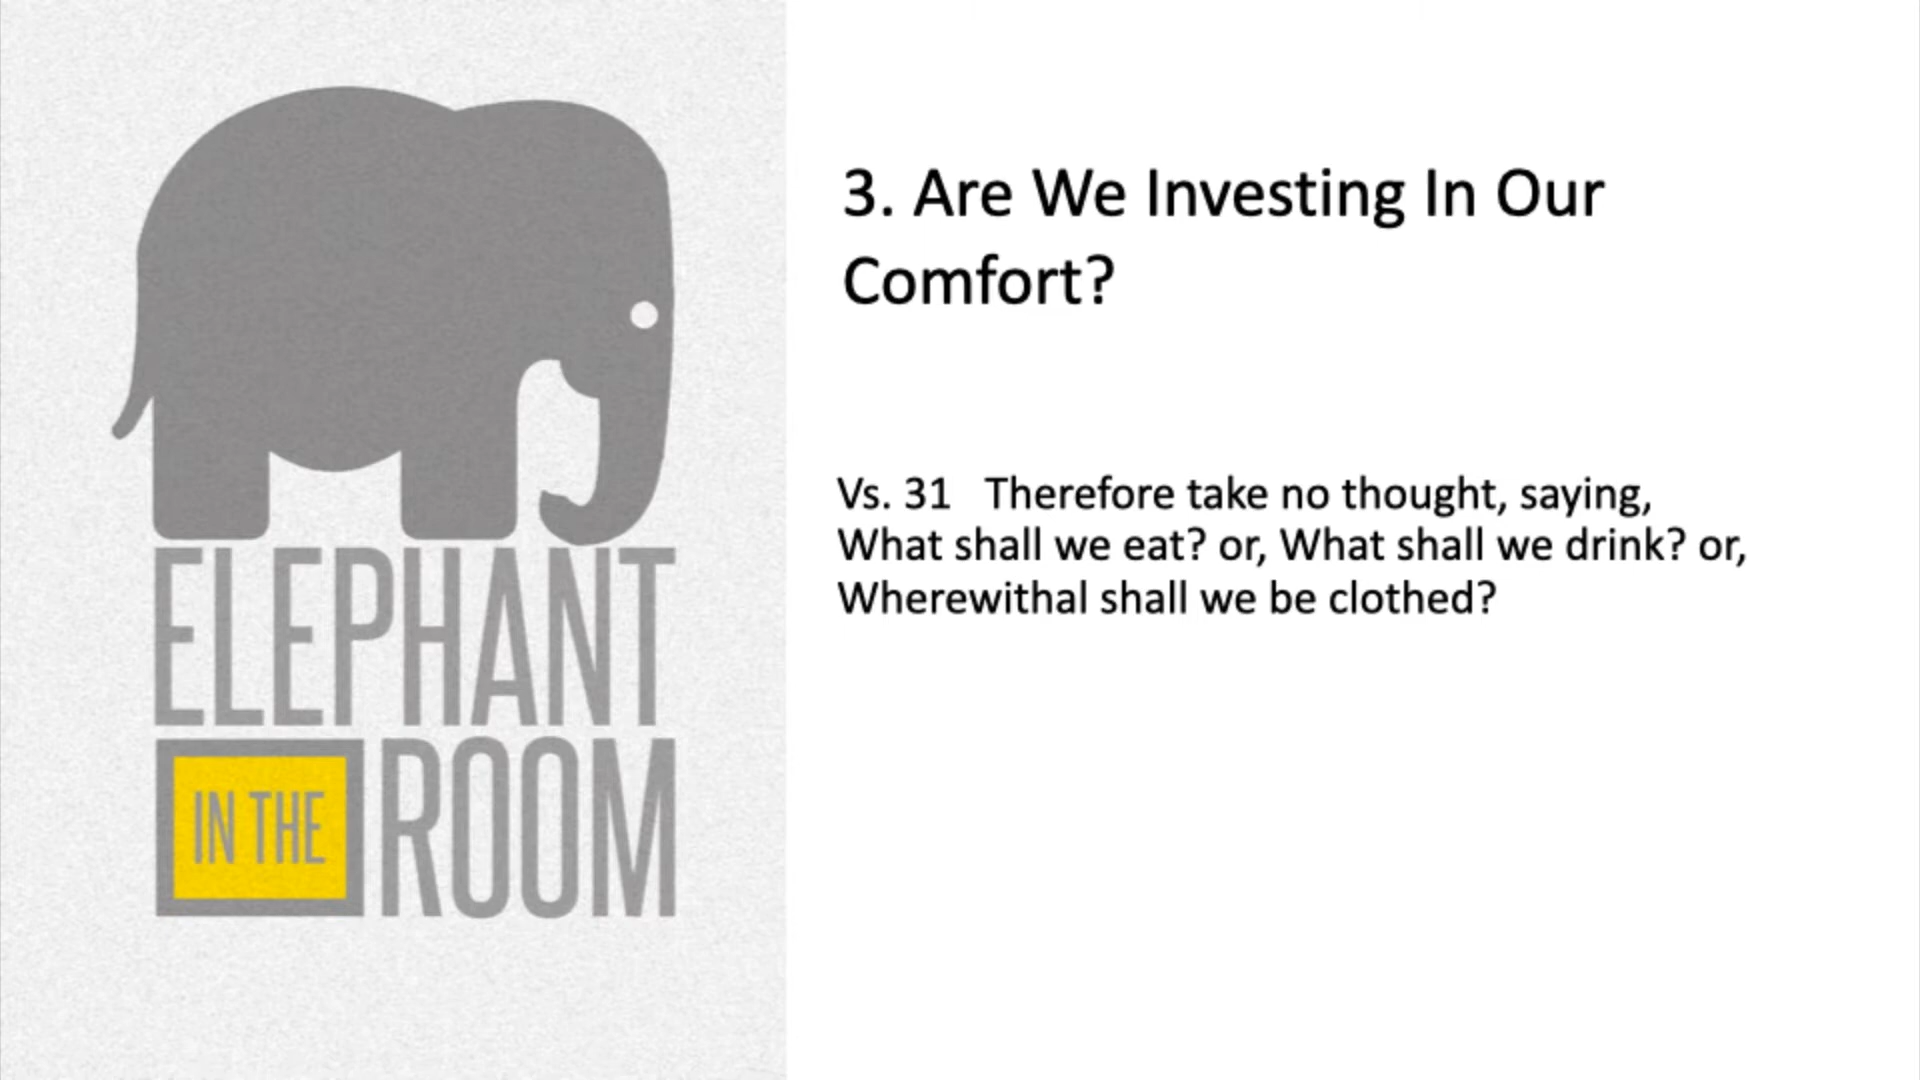 ELEPHANT
IN THE ROOM
3. Are We Investing In Our
Comfort?
Vs. 31 Therefore take no thought, saying,
What shall we eat? or, What shall we drink? or,
Wherewithal shall we be clothed?